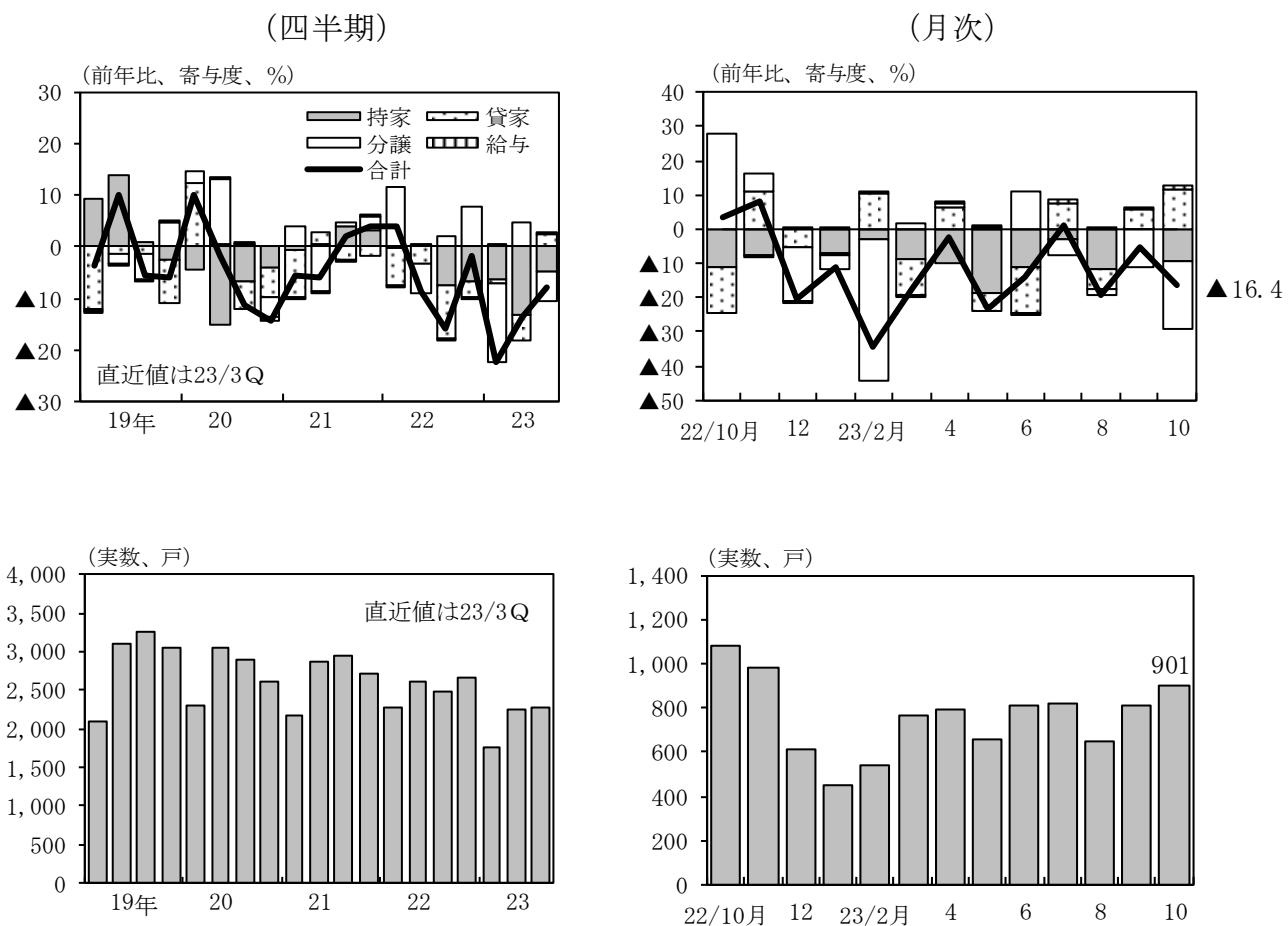 (四半期)
(前年比、寄与度、%)
30
20
10
0
▲10
▲20
▲30
持家
貸家
分譲
給与
合計
直近値は23/3Q
19年
20
21
22
23
(月次)
(前年比、寄与度、%)
40
30
20
10
0
▲10
▲20
▲30
▲40
▲50
▲16.4
22/10月
12
23/2月
4
6
8
10
(実数、戸)
4,000
3,500
3,000
2,500
2,000
1,500
1,000
500
0
直近値は23/3Q
19年
20
21
22
23
(実数、戸)
1,400
1,200
1,000
800
600
400
200
0
901
22/10月
12
23/2月
4
6
8
10